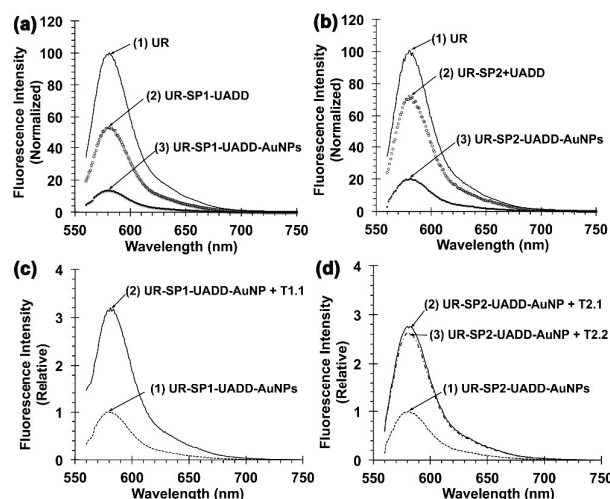 (a)
Fluorescence Intensity
(Normalized)
120
100
80
60
40
20
0
(1) UR
(2) UR-SP1-UADD
(3) UR-SP1-UADD-AuNPs
550
600
650
700
750
Wavelength (nm)
(b)
Fluorescence Intensity
(Normalized)
120
100
80
60
40
20
0
(1) UR
(2) UR-SP2+UADD
(3) UR-SP2-UADD-AuNPs
550
600
650
700
750
Wavelength (nm)
(c)
Fluorescence Intensity
(Relative)
4
3
2
1
0
(2) UR-SP1-UADD-AuNP + T1.1
(1) UR-SP1-UADD-AuNPs
550
600
650
700
750
Wavelength (nm)
(d)
Fluorescence Intensity
(Relative)
4
3
2
1
0
(2) UR-SP2-UADD-AuNP + T2.1
(3) UR-SP2-UADD-AuNP + T2.2
(1) UR-SP2-UADD-AuNPs
550
600
650
700
750
Wavelength (nm)